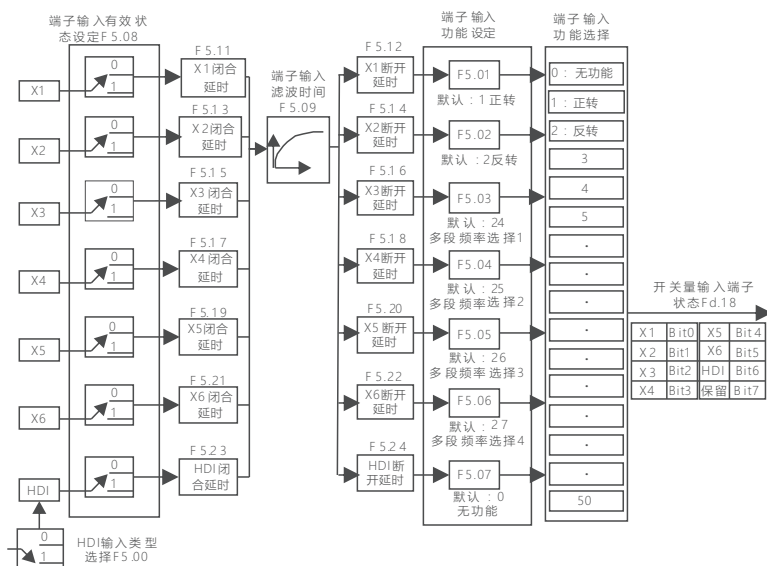 端子输入有效状
态设定F5.08
X1
X2
X3
X4
X5
X6
HDI
0
1
0
1
0
1
0
1
0
1
0
1
0
1
0
1
HDI输入类型
选择F5.00
F5.11
X1闭合
延时
F5.13
X2闭合
延时
F5.15
X3闭合
延时
F5.17
X4闭合
延时
F5.19
X5闭合
延时
F5.21
X6闭合
延时
F5.23
HDI闭
合延时
端子输入
滤波时间
F5.09
F5.12
X1断开
延时
F5.14
X2断开
延时
F5.16
X3断开
延时
F5.18
X4断开
延时
F5.20
X5断开
延时
F5.22
X6断开
延时
F5.24
HDI断
开延时
端子输入
功能设定
F5.01
默认:1正转
F5.02
默认:2反转
F5.03
默认:24
多段频率选择1
F5.04
默认:25
多段频率选择2
F5.05
默认:26
多段频率选择3
F5.06
默认:27
多段频率选择4
F5.07
默认:0
无功能
端子输入
功能选择
0:无功能
1:正转
2:反转
3
4
5
.
.
.
.
.
.
.
.
.
50
开关量输入端子
状态Fd.18
X1 Bit0 X5 Bit4
X2 Bit1 X6 Bit5
X3 Bit2 HDI Bit6
X4 Bit3 保留 Bit7